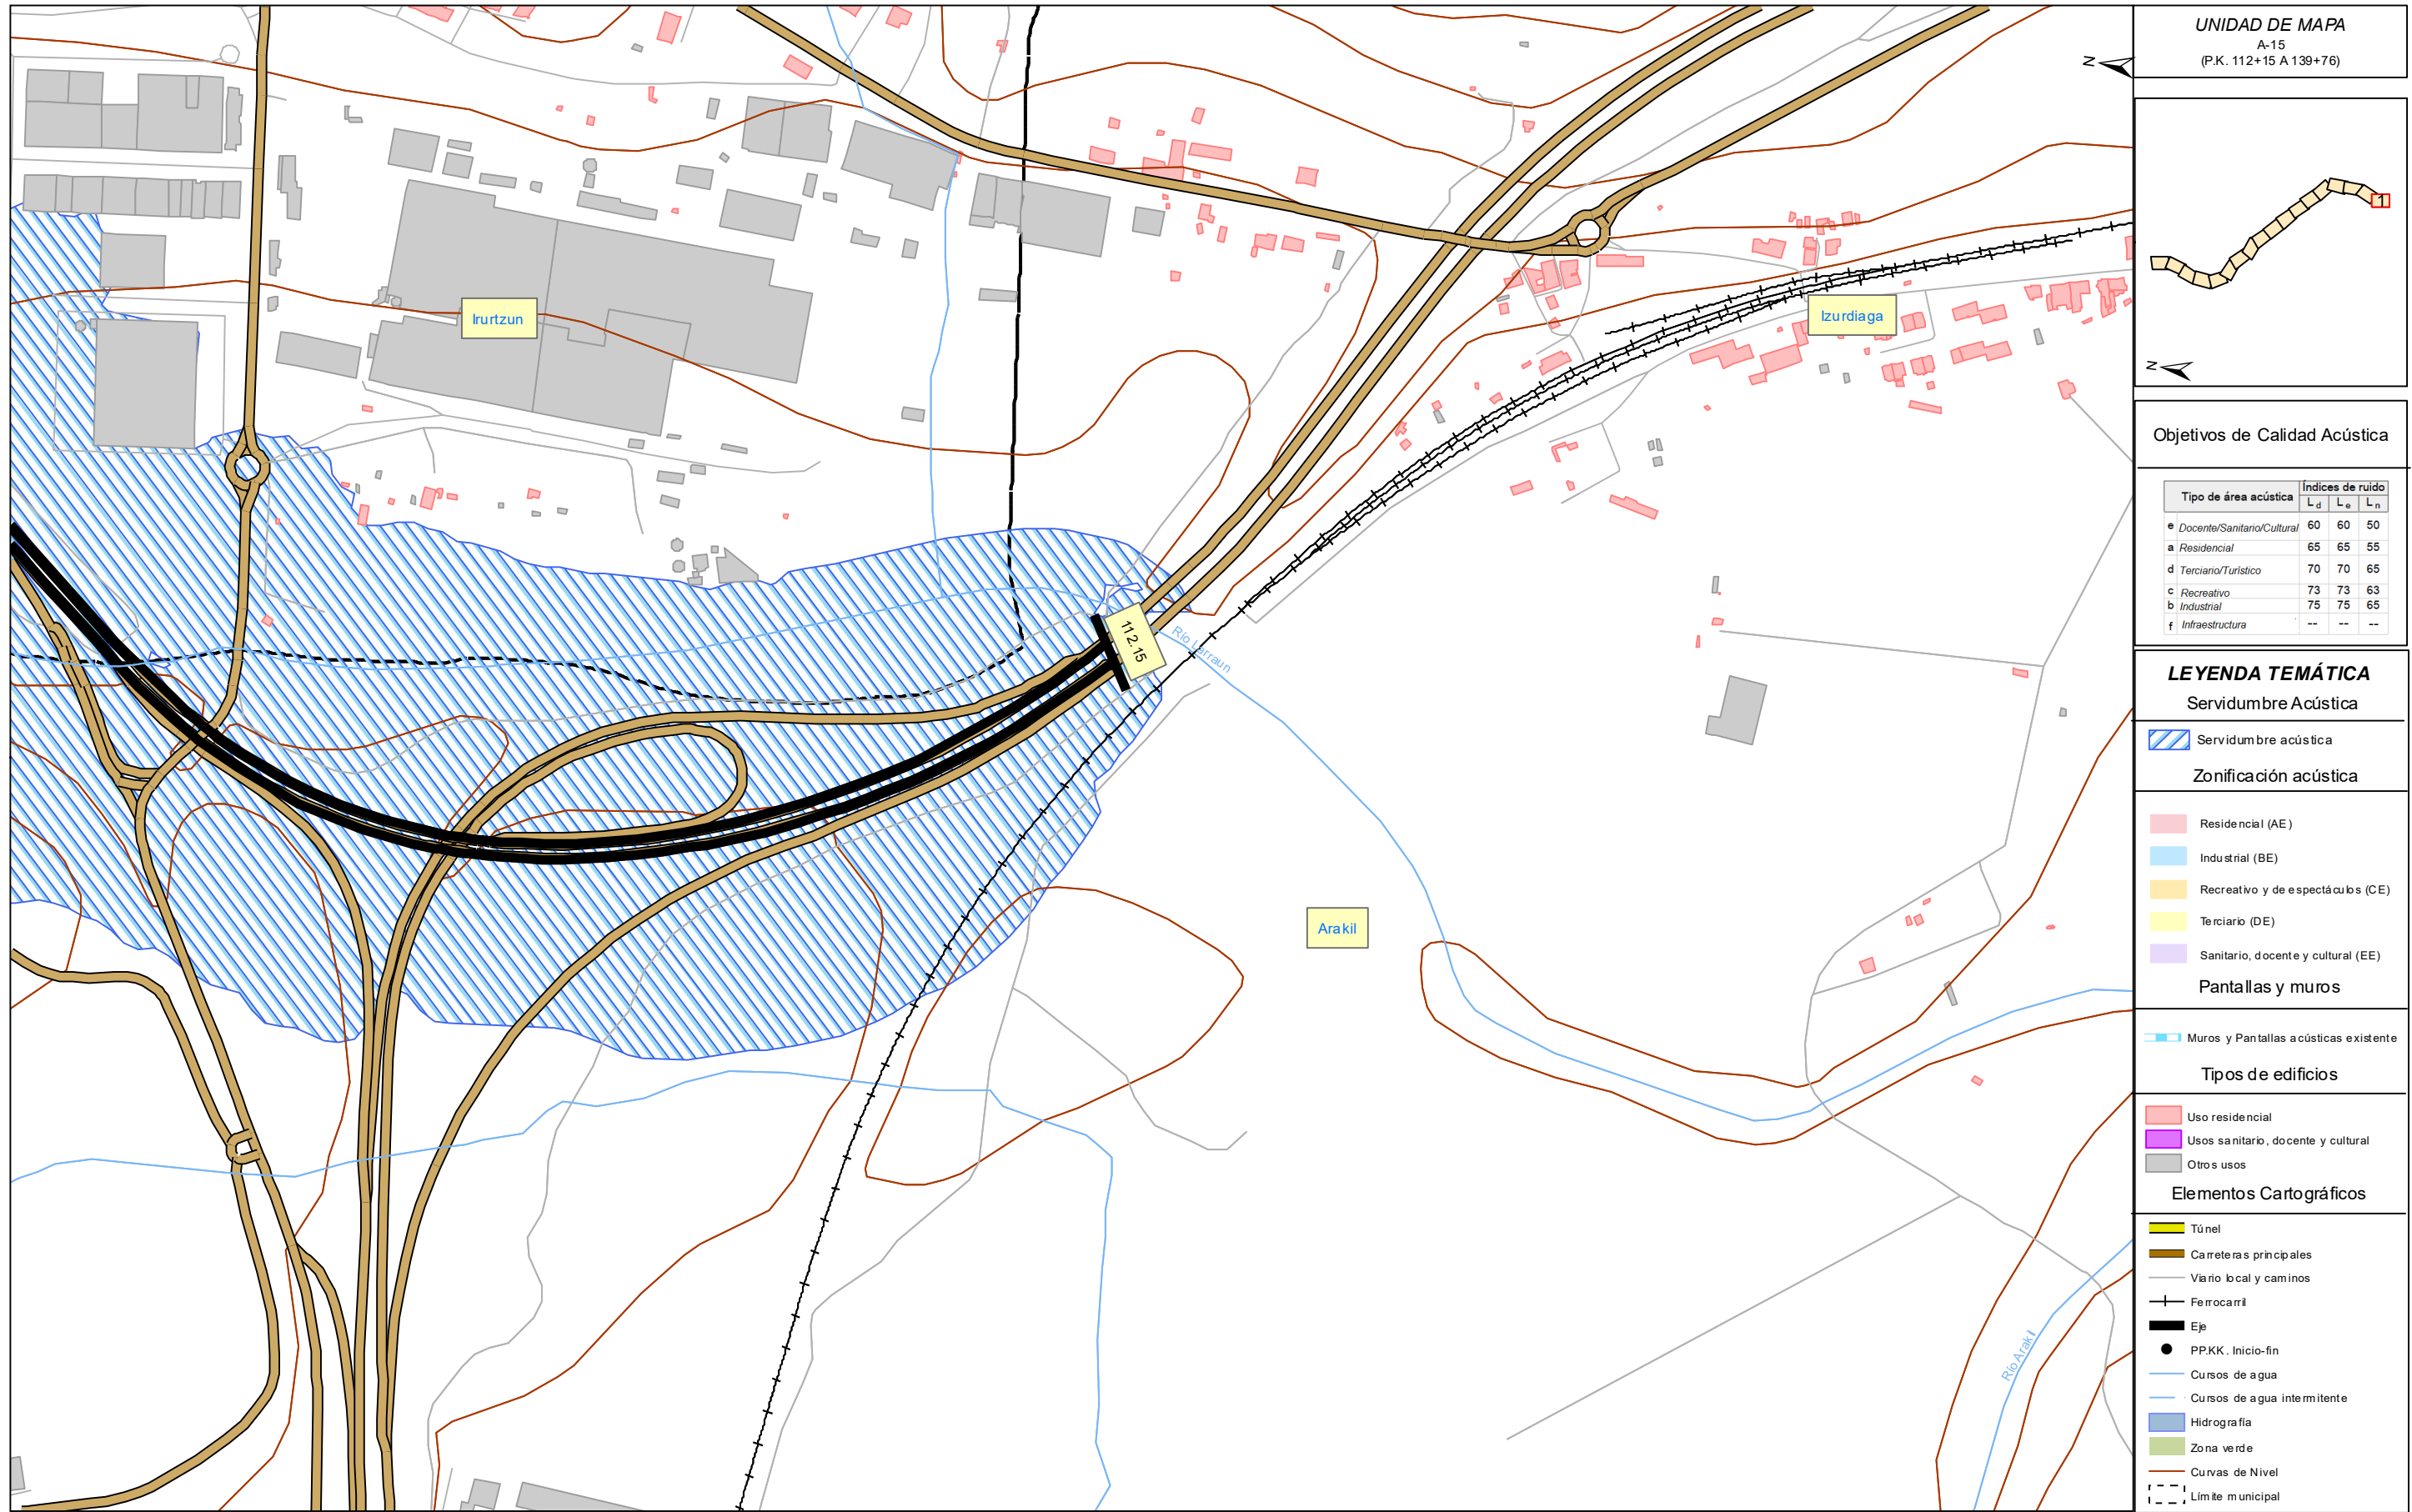 UNIDAD DE MAPA
A-15
(P.K. 112+15 A 139+76)
N
1
N
Objetivos de Calidad Acústica
Tipo de área acústica
Índices de ruido
L d L e L n
e Docente/Sanitario/Cultural 60 60 50
a Residencial 65 65 55
d Terciario/Turístico 70 70 65
c Recreativo 73 73 63
b Industrial 75 75 65
f Infraestructura -- -- --
LEYENDA TEMÁTICA
Servidumbre Acústica
Servidumbre acústica
Zonificación acústica
Residencial (AE)
Industrial (BE)
Recreativo y de espectáculos (CE)
Terciario (DE)
Sanitario, docente y cultural (EE)
Pantallas y muros
Muros y Pantallas acústicas existente
Tipos de edificios
Uso residencial
Usos sanitario, docente y cultural
Otros usos
Elementos Cartográficos
Túnel
Carreteras principales
Viario local y caminos
Ferrocarril
Eje
PP.KK. Inicio-fin
Cursos de agua
Cursos de agua intermitente
Hidrografía
Zona verde
Curvas de Nivel
Límite municipal
Irurtzun
Izurdiaga
112.15
Río Larraun
Arakil
Río Arakil